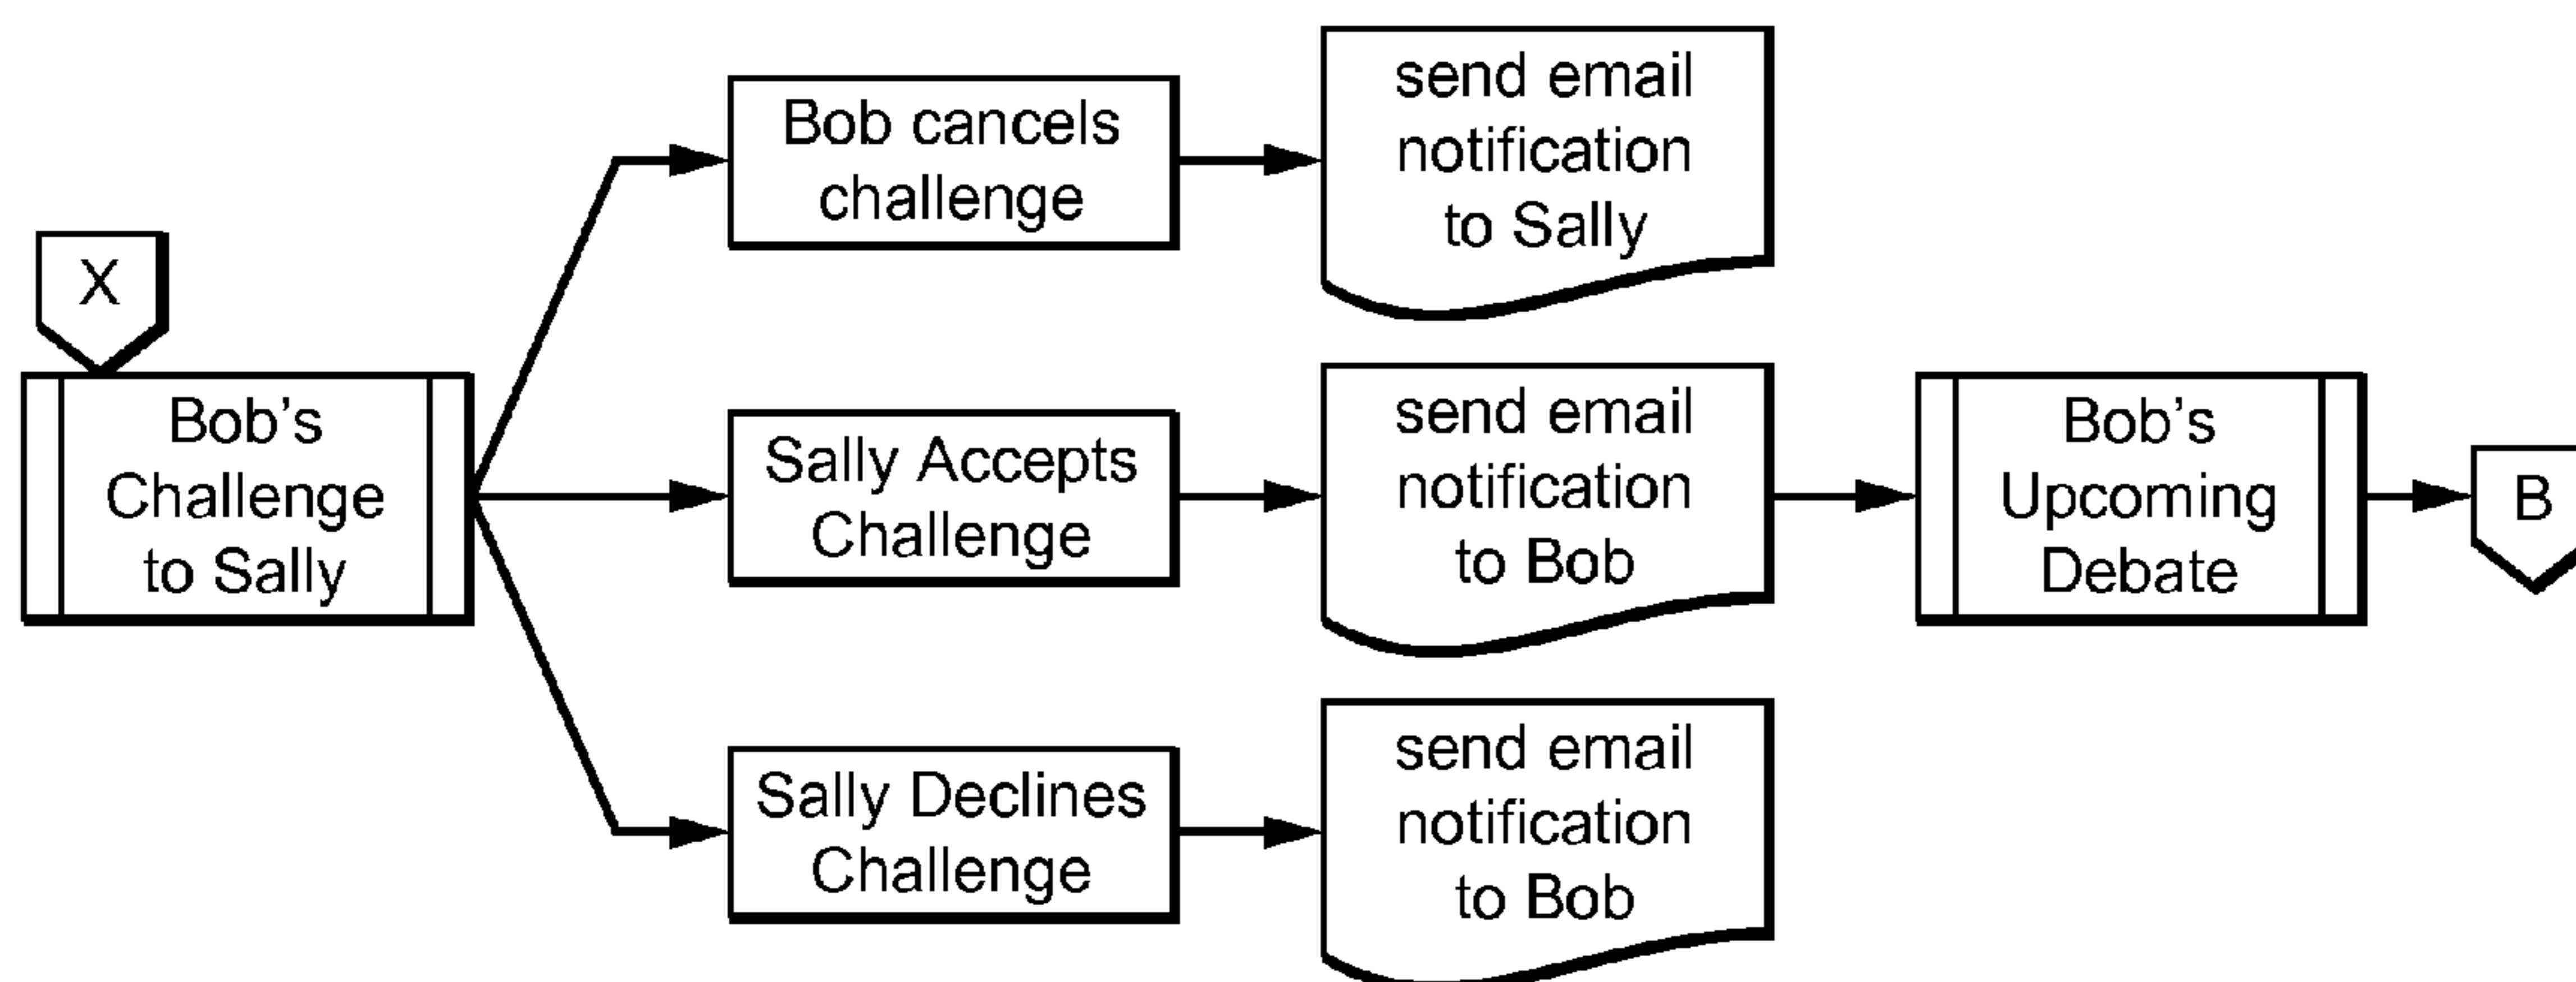 X
Bob's
Challenge
to Sally
Bob cancels
challenge
send email
notification
to Sally
Sally Accepts
Challenge
send email
notification
to Bob
Bob's
Upcoming
Debate
B
Sally Declines
Challenge
send email
notification
to Bob